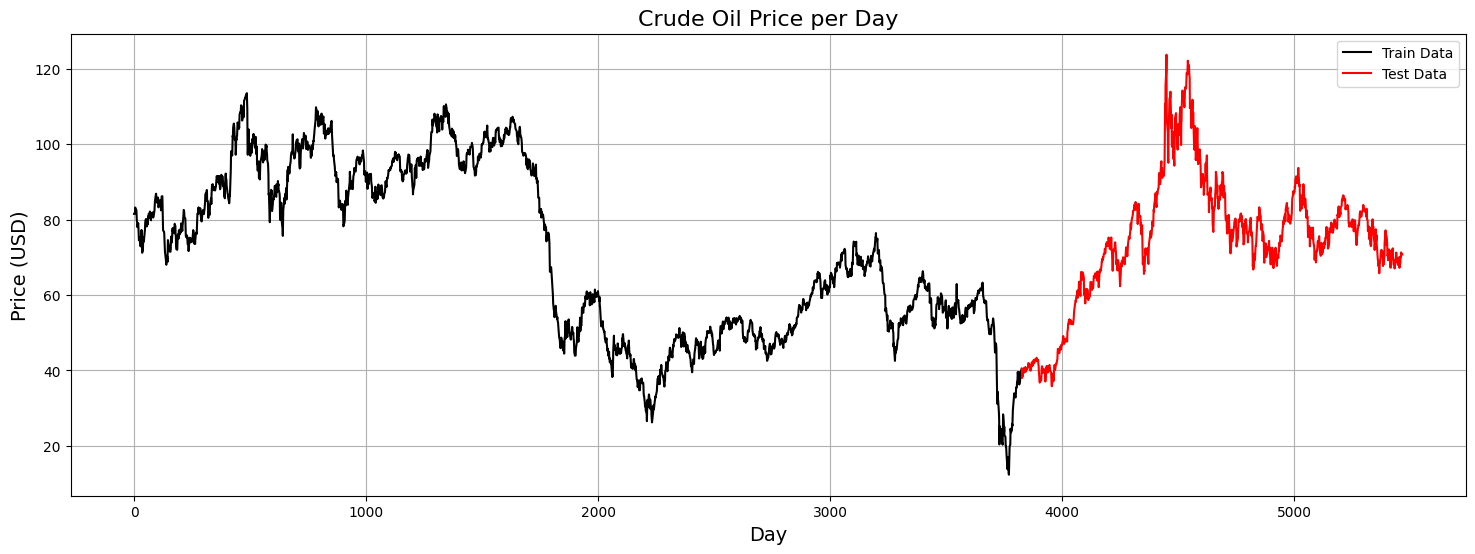 Crude Oil Price per Day
Train Data
Test Data
Price (USD)
120
100
80
60
40
20
0 1000 2000 3000 4000 5000
Day